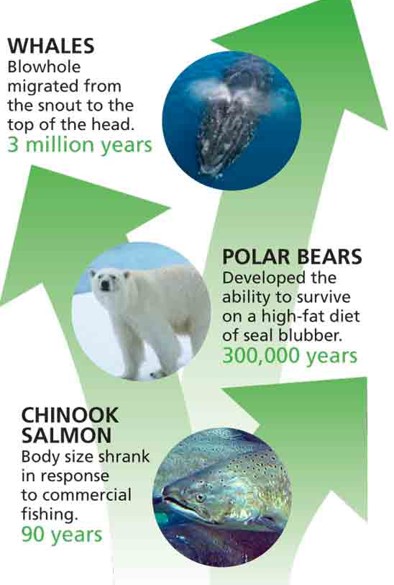 WHALES
Blowhole
migrated from
the snout to the
top of the head.
3 million years
POLAR BEARS
Developed the
ability to survive
on a high-fat diet
of seal blubber.
300,000 years
CHINOOK
SALMON
Body size shrank
in response
to commercial
fishing.
90 years